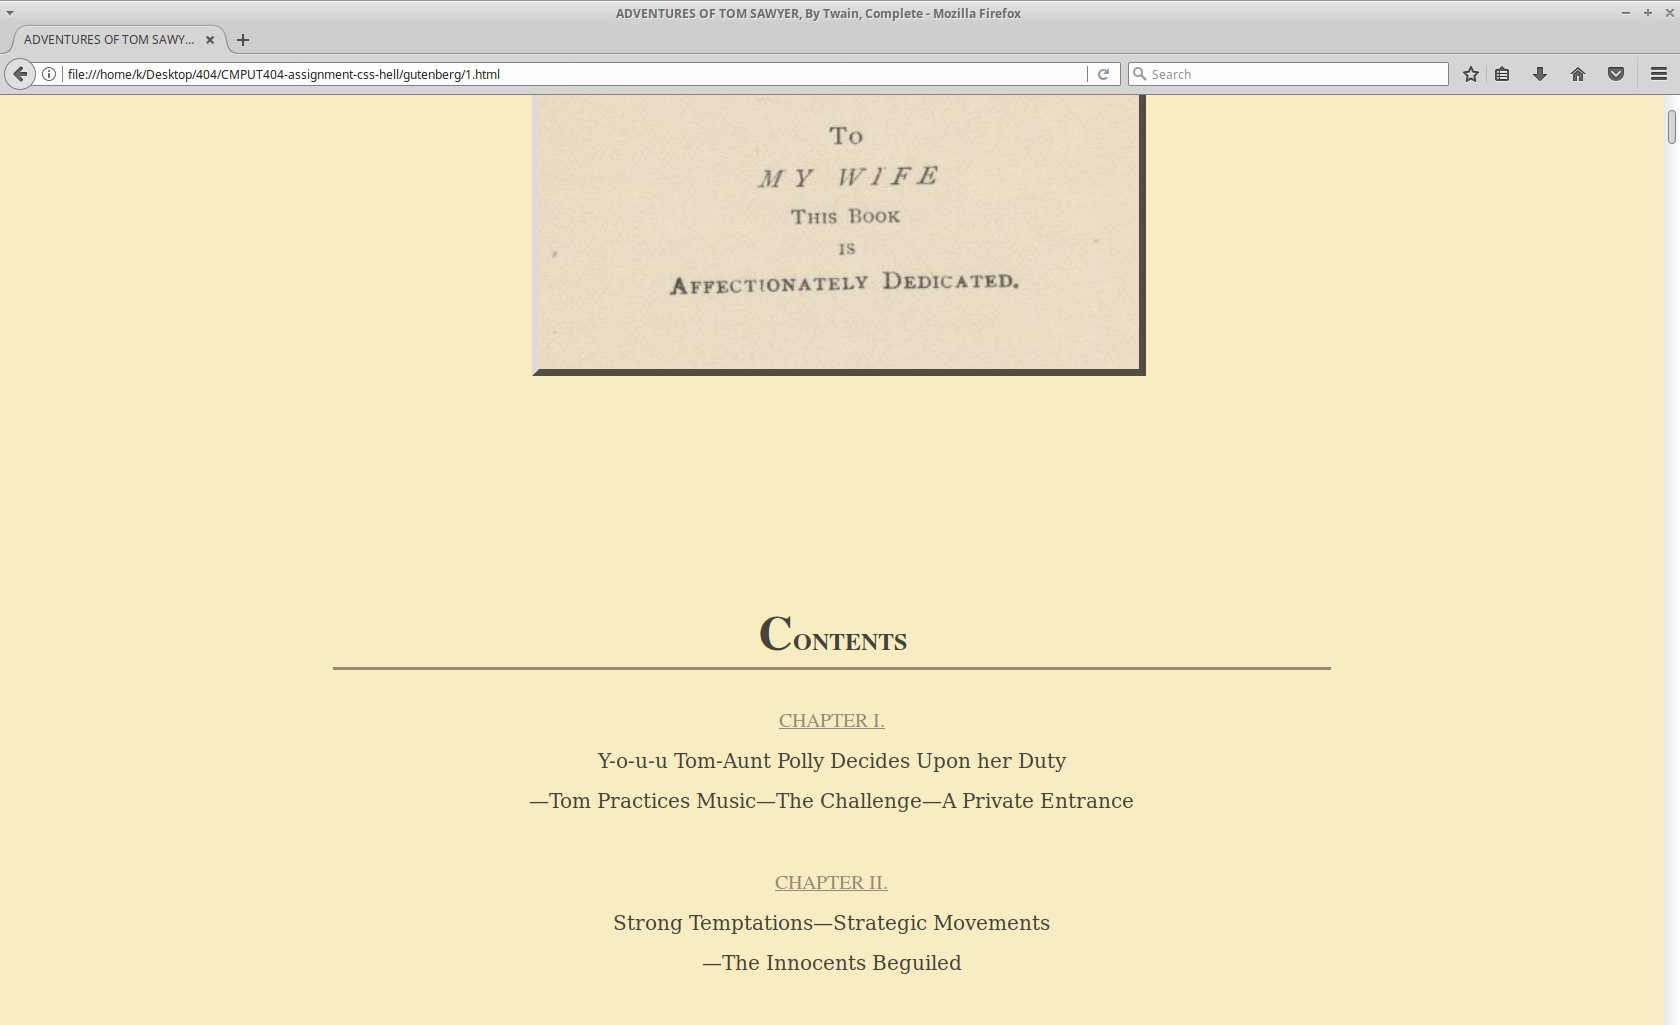 ADVENTURES OF TOM SAWYER, By Twain, Complete - Mozilla Firefox
ADVENTURES OF TOM SAWY...
file:///home/k/Desktop/404/CMPUT404-assignment-css-hell/gutenberg/1.html
Search
To
MY WIFE
This Book
is
Affectionately Dedicated.
Contents
CHAPTER I.
Y-o-u-u Tom-Aunt Polly Decides Upon her Duty
—Tom Practices Music—The Challenge—A Private Entrance
CHAPTER II.
Strong Temptations—Strategic Movements
—The Innocents Beguiled